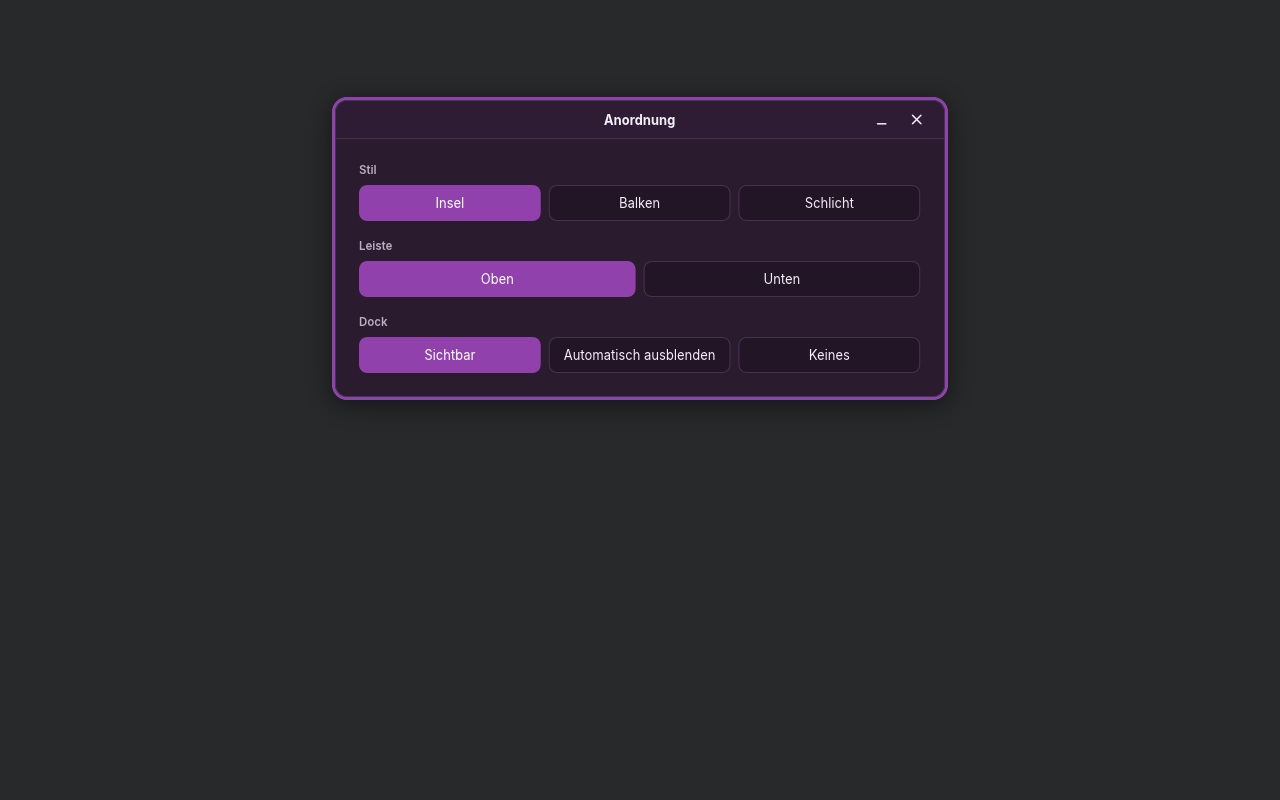 Anordnung
Stil
Insel Balken Schlicht
Leiste
Oben Unten
Dock
Sichtbar Automatisch ausblenden Keines